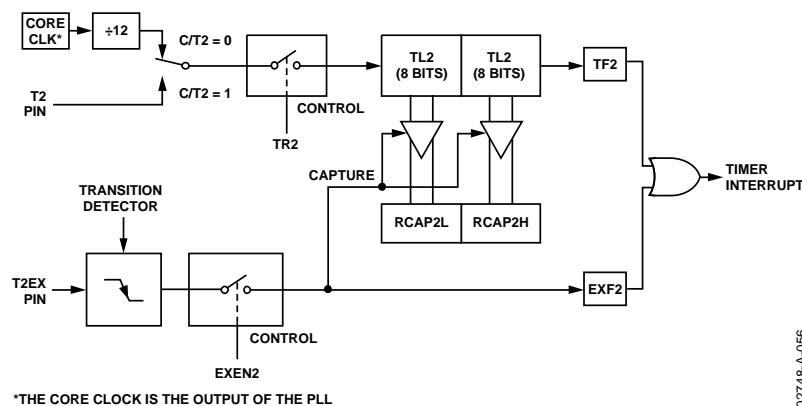 CORE
CLK*
÷12
C/T2 = 0
C/T2 = 1
T2
PIN
CONTROL
TR2
TL2
(8 BITS)
TL2
(8 BITS)
TF2
CAPTURE
TIMER
INTERRUPT
TRANSITION
DETECTOR
RCAP2L
RCAP2H
T2EX
PIN
EXF2
CONTROL
EXEN2
*THE CORE CLOCK IS THE OUTPUT OF THE PLL
02748-A-056